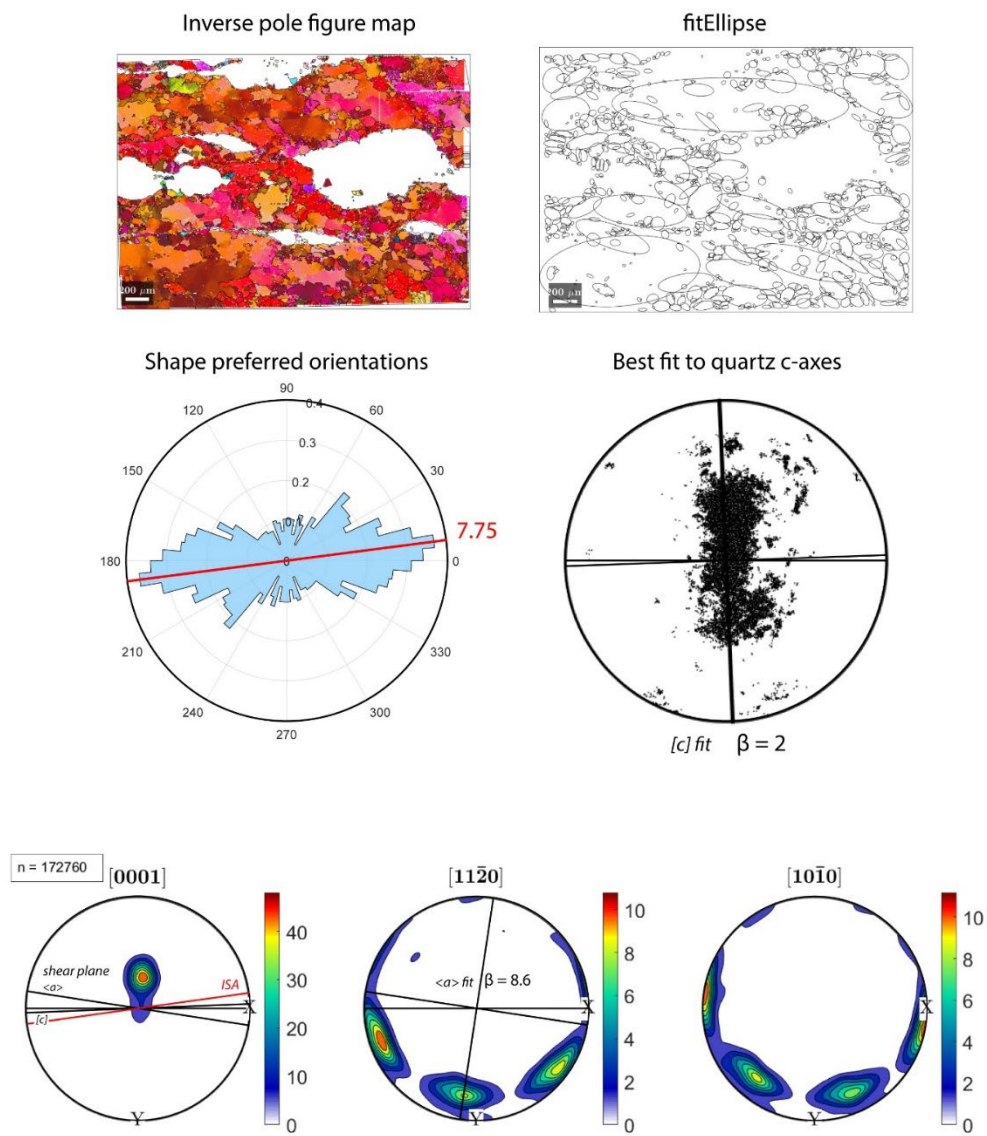 Inverse pole figure map
fitEllipse
200 μm
200 μm
Shape preferred orientations
Best fit to quartz c-axes
90
0.4
120
60
0.3
150
30
0.2
0.1
7.75
180
0
0
210
330
240
300
270
[c] fit β = 2
n = 172760
[0001]
[112̅0]
[101̅0]
shear plane
<a>
ISA
X
[c]
Y
40
30
20
10
0
<a> fit β = 8.6
X
Y
10
8
6
4
2
0
X
Y
10
8
6
4
2
0